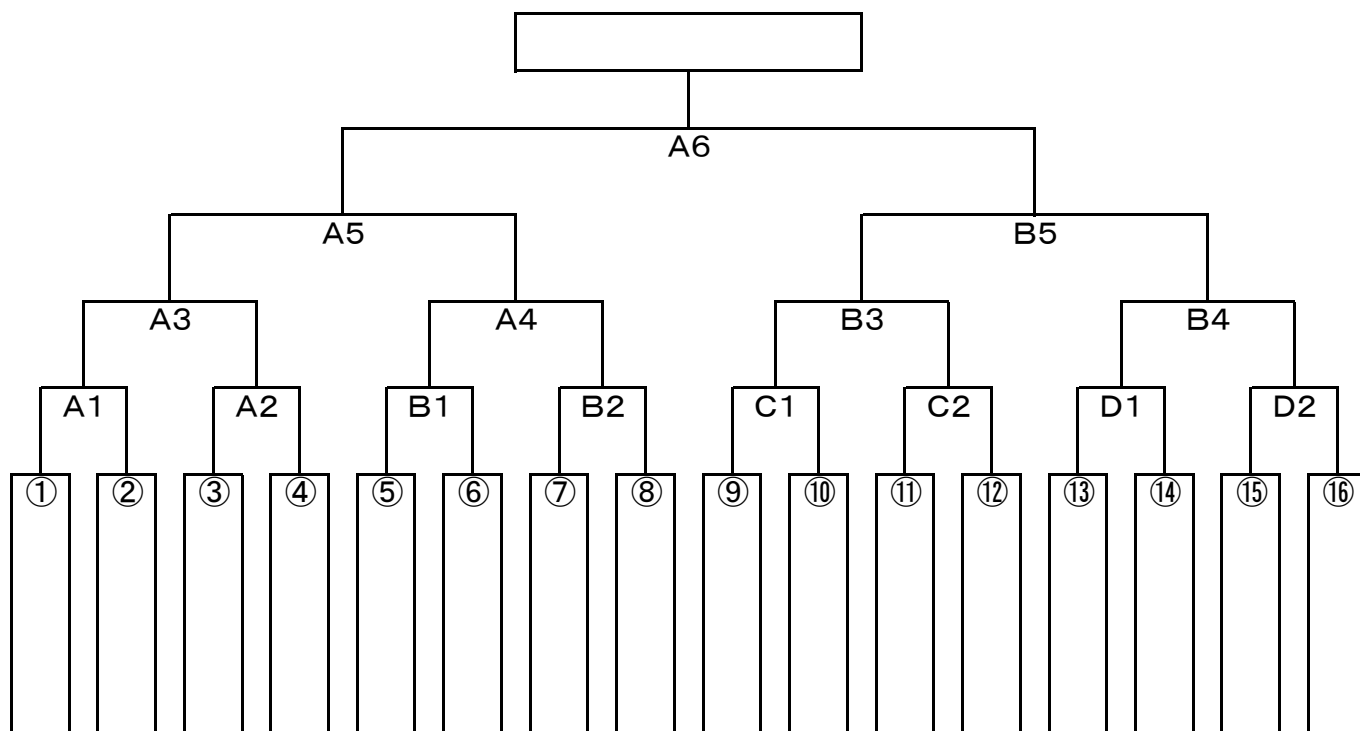 A6
A5 B5
A3 A4 B3 B4
A1 A2 B1 B2 C1 C2 D1 D2
① ② ③ ④ ⑤ ⑥ ⑦ ⑧ ⑨ ⑩ ⑪ ⑫ ⑬ ⑭ ⑮ ⑯